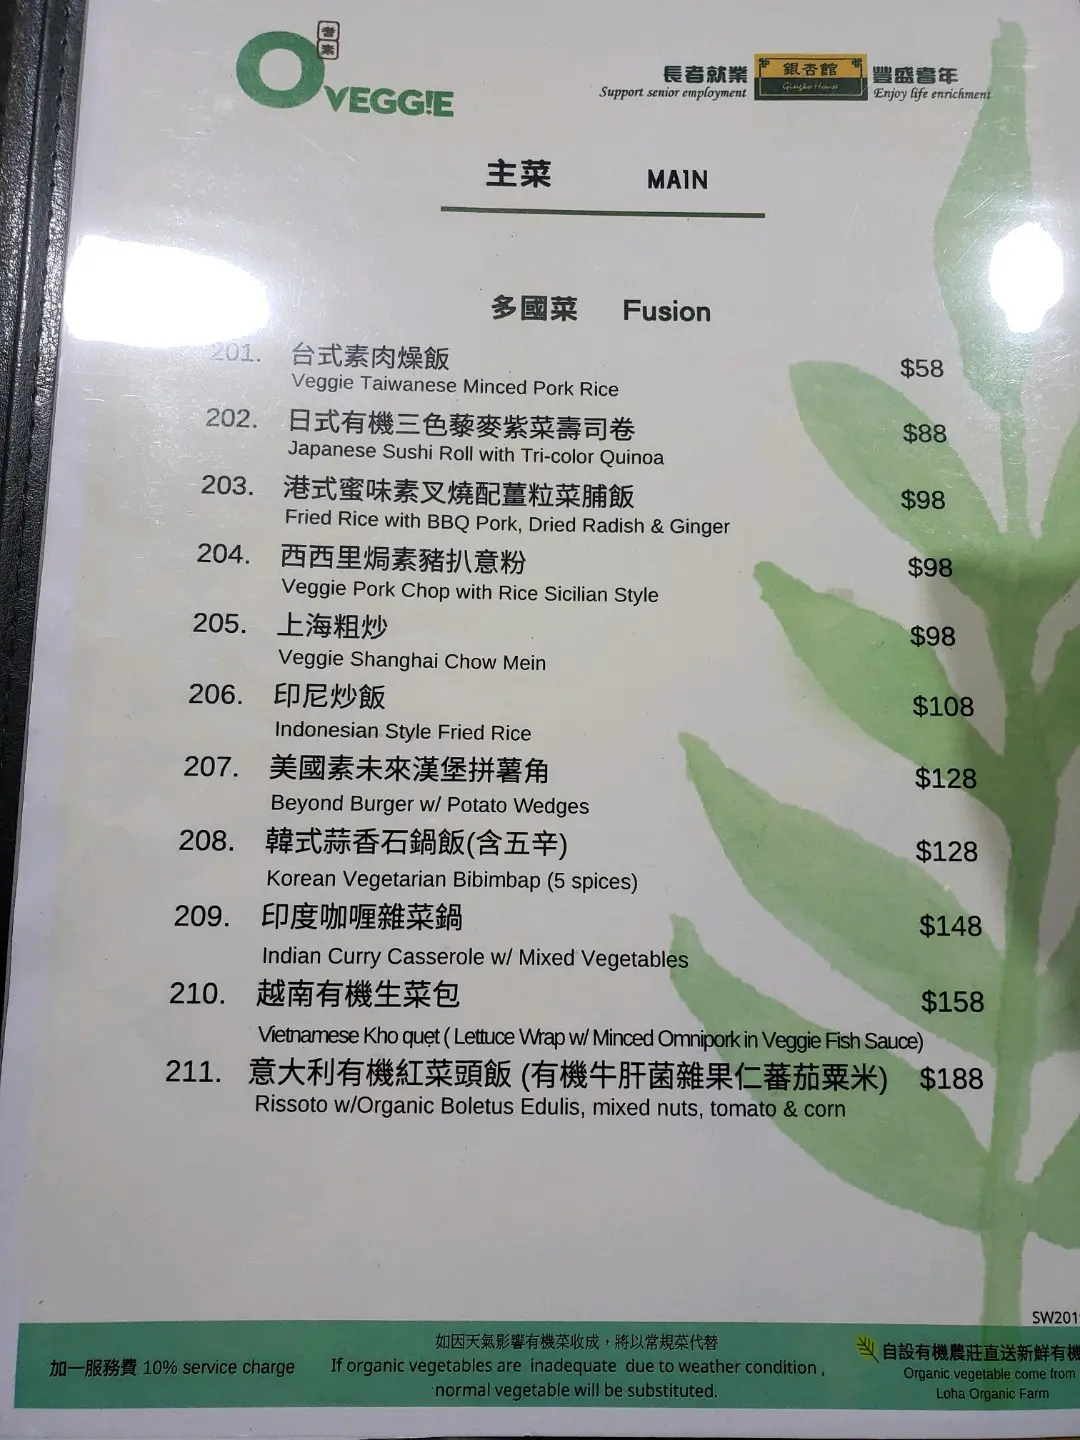 耆素
O VEGG!E
長者就業 銀杏館 豐盛耆年
Support senior employment Gingko House Enjoy life enrichment
主菜 MAIN
多國菜 Fusion
201. 台式素肉燥飯 $58
Veggie Taiwanese Minced Pork Rice
202. 日式有機三色藜麥紫菜壽司卷 $88
Japanese Sushi Roll with Tri-color Quinoa
203. 港式蜜味素叉燒配薑粒菜脯飯 $98
Fried Rice with BBQ Pork, Dried Radish & Ginger
204. 西西里焗素豬扒意粉 $98
Veggie Pork Chop with Rice Sicilian Style
205. 上海粗炒 $98
Veggie Shanghai Chow Mein
206. 印尼炒飯 $108
Indonesian Style Fried Rice
207. 美國素未來漢堡拼薯角 $128
Beyond Burger w/ Potato Wedges
208. 韓式蒜香石鍋飯(含五辛) $128
Korean Vegetarian Bibimbap (5 spices)
209. 印度咖喱雜菜鍋 $148
Indian Curry Casserole w/ Mixed Vegetables
210. 越南有機生菜包 $158
Vietnamese Kho quẹt ( Lettuce Wrap w/ Minced Omnipork in Veggie Fish Sauce)
211. 意大利有機紅菜頭飯 (有機牛肝菌雜果仁蕃茄粟米) $188
Rissoto w/Organic Boletus Edulis, mixed nuts, tomato & corn
SW201
加一服務費 10% service charge
如因天氣影響有機菜收成，將以常規菜代替
If organic vegetables are inadequate due to weather condition ,
normal vegetable will be substituted.
自設有機農莊直送新鮮有機
Organic vegetable come from
Loha Organic Farm